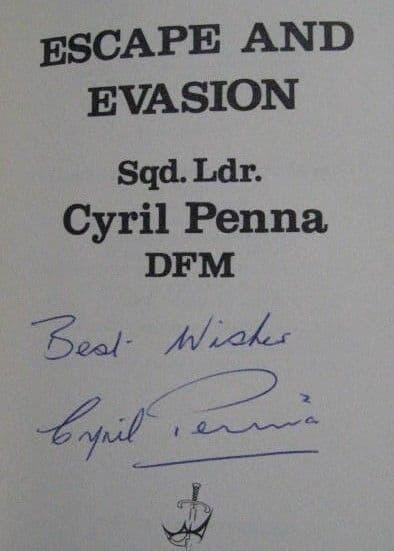 ESCAPE AND
EVASION
Sqd. Ldr.
Cyril Penna
DFM
Best Wishes
Cyril Penna